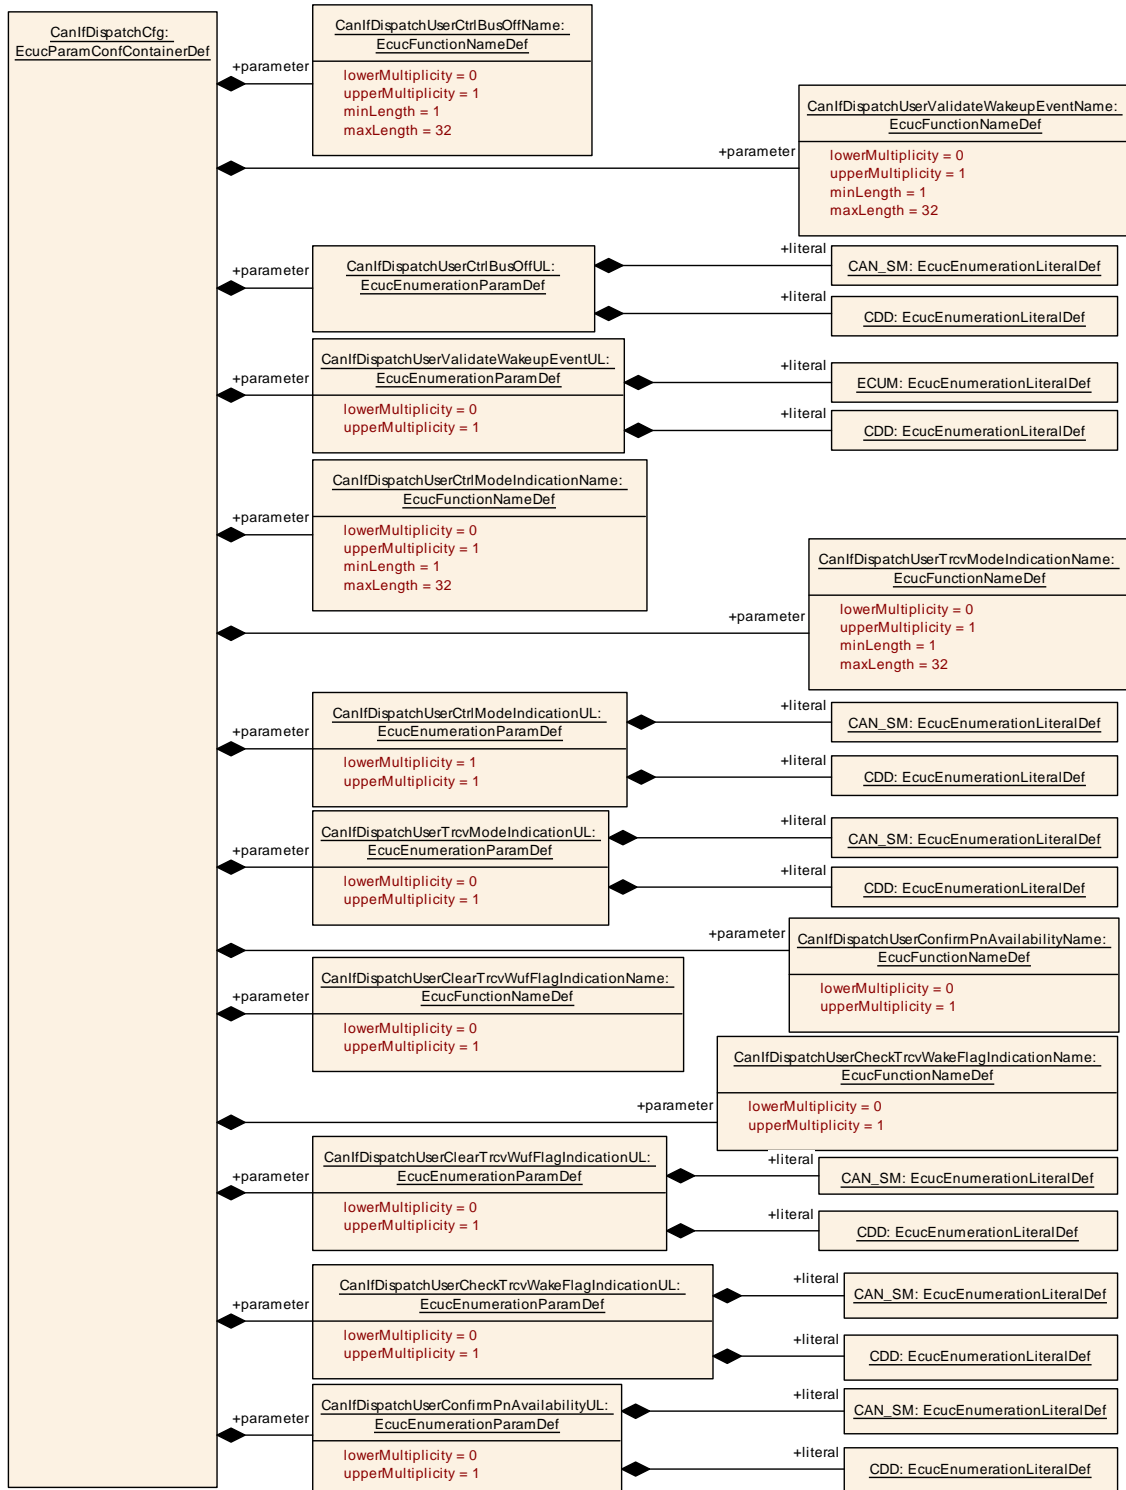 CanIfDispatchCfg:
EcucParamConfContainerDef
CanIfDispatchUserCtrlBusOffName:
EcucFunctionNameDef
+parameter
lowerMultiplicity = 0
upperMultiplicity = 1
minLength = 1
maxLength = 32
CanIfDispatchUserValidateWakeupEventName:
EcucFunctionNameDef
+parameter
lowerMultiplicity = 0
upperMultiplicity = 1
minLength = 1
maxLength = 32
CanIfDispatchUserCtrlBusOffUL:
EcucEnumerationParamDef
+parameter
+literal
CAN_SM: EcucEnumerationLiteralDef
+literal
CDD: EcucEnumerationLiteralDef
CanIfDispatchUserValidateWakeupEventUL:
EcucEnumerationParamDef
+parameter
lowerMultiplicity = 0
upperMultiplicity = 1
+literal
ECUM: EcucEnumerationLiteralDef
+literal
CDD: EcucEnumerationLiteralDef
CanIfDispatchUserCtrlModeIndicationName:
EcucFunctionNameDef
+parameter
lowerMultiplicity = 0
upperMultiplicity = 1
minLength = 1
maxLength = 32
CanIfDispatchUserTrcvModeIndicationName:
EcucFunctionNameDef
+parameter
lowerMultiplicity = 0
upperMultiplicity = 1
minLength = 1
maxLength = 32
CanIfDispatchUserCtrlModeIndicationUL:
EcucEnumerationParamDef
+parameter
lowerMultiplicity = 1
upperMultiplicity = 1
+literal
CAN_SM: EcucEnumerationLiteralDef
+literal
CDD: EcucEnumerationLiteralDef
CanIfDispatchUserTrcvModeIndicationUL:
EcucEnumerationParamDef
+parameter
lowerMultiplicity = 0
upperMultiplicity = 1
+literal
CAN_SM: EcucEnumerationLiteralDef
+literal
CDD: EcucEnumerationLiteralDef
+parameter
CanIfDispatchUserConfirmPnAvailabilityName:
EcucFunctionNameDef
lowerMultiplicity = 0
upperMultiplicity = 1
CanIfDispatchUserClearTrcvWufFlagIndicationName:
EcucFunctionNameDef
+parameter
lowerMultiplicity = 0
upperMultiplicity = 1
CanIfDispatchUserCheckTrcvWakeFlagIndicationName:
EcucFunctionNameDef
+parameter
lowerMultiplicity = 0
upperMultiplicity = 1
CanIfDispatchUserClearTrcvWufFlagIndicationUL:
EcucEnumerationParamDef
+parameter
lowerMultiplicity = 0
upperMultiplicity = 1
+literal
CAN_SM: EcucEnumerationLiteralDef
+literal
CDD: EcucEnumerationLiteralDef
CanIfDispatchUserCheckTrcvWakeFlagIndicationUL:
EcucEnumerationParamDef
+parameter
lowerMultiplicity = 0
upperMultiplicity = 1
+literal
CAN_SM: EcucEnumerationLiteralDef
+literal
CDD: EcucEnumerationLiteralDef
CanIfDispatchUserConfirmPnAvailabilityUL:
EcucEnumerationParamDef
+parameter
lowerMultiplicity = 0
upperMultiplicity = 1
+literal
CAN_SM: EcucEnumerationLiteralDef
+literal
CDD: EcucEnumerationLiteralDef